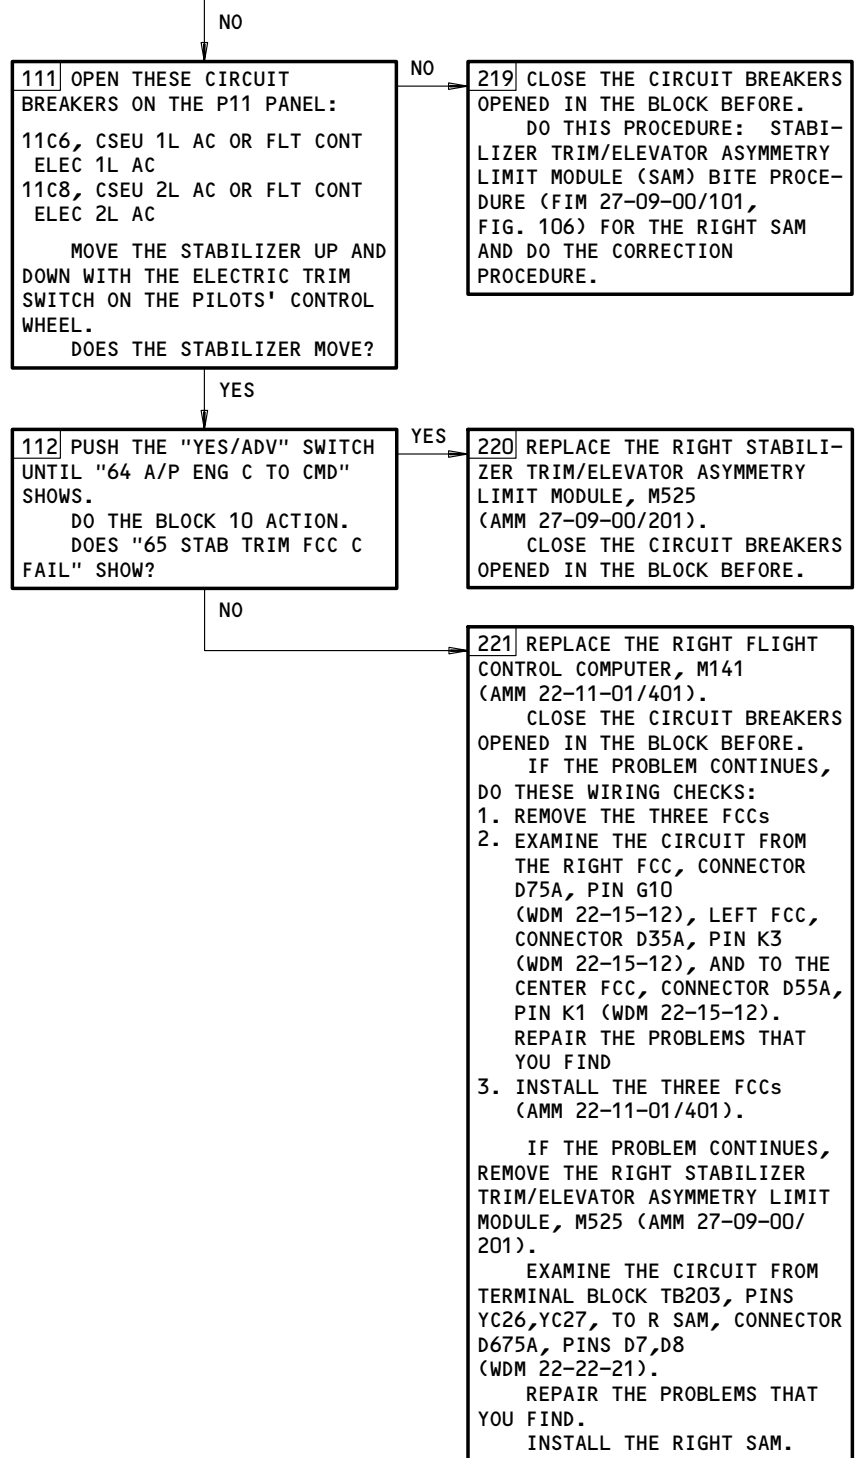 NO
111 OPEN THESE CIRCUIT
BREAKERS ON THE P11 PANEL:
11C6, CSEU 1L AC OR FLT CONT
ELEC 1L AC
11C8, CSEU 2L AC OR FLT CONT
ELEC 2L AC
MOVE THE STABILIZER UP AND
DOWN WITH THE ELECTRIC TRIM
SWITCH ON THE PILOTS' CONTROL
WHEEL.
DOES THE STABILIZER MOVE?
NO
219 CLOSE THE CIRCUIT BREAKERS
OPENED IN THE BLOCK BEFORE.
DO THIS PROCEDURE: STABI-
LIZER TRIM/ELEVATOR ASYMMETRY
LIMIT MODULE (SAM) BITE PROCE-
DURE (FIM 27-09-00/101,
FIG. 106) FOR THE RIGHT SAM
AND DO THE CORRECTION
PROCEDURE.
YES
112 PUSH THE "YES/ADV" SWITCH
UNTIL "64 A/P ENG C TO CMD"
SHOWS.
DO THE BLOCK 10 ACTION.
DOES "65 STAB TRIM FCC C
FAIL" SHOW?
YES
220 REPLACE THE RIGHT STABILI-
ZER TRIM/ELEVATOR ASYMMETRY
LIMIT MODULE, M525
(AMM 27-09-00/201).
CLOSE THE CIRCUIT BREAKERS
OPENED IN THE BLOCK BEFORE.
NO
221 REPLACE THE RIGHT FLIGHT
CONTROL COMPUTER, M141
(AMM 22-11-01/401).
CLOSE THE CIRCUIT BREAKERS
OPENED IN THE BLOCK BEFORE.
IF THE PROBLEM CONTINUES,
DO THESE WIRING CHECKS:
1. REMOVE THE THREE FCCs
2. EXAMINE THE CIRCUIT FROM
THE RIGHT FCC, CONNECTOR
D75A, PIN G10
(WDM 22-15-12), LEFT FCC,
CONNECTOR D35A, PIN K3
(WDM 22-15-12), AND TO THE
CENTER FCC, CONNECTOR D55A,
PIN K1 (WDM 22-15-12).
REPAIR THE PROBLEMS THAT
YOU FIND
3. INSTALL THE THREE FCCs
(AMM 22-11-01/401).
IF THE PROBLEM CONTINUES,
REMOVE THE RIGHT STABILIZER
TRIM/ELEVATOR ASYMMETRY LIMIT
MODULE, M525 (AMM 27-09-00/
201).
EXAMINE THE CIRCUIT FROM
TERMINAL BLOCK TB203, PINS
YC26,YC27, TO R SAM, CONNECTOR
D675A, PINS D7,D8
(WDM 22-22-21).
REPAIR THE PROBLEMS THAT
YOU FIND.
INSTALL THE RIGHT SAM.